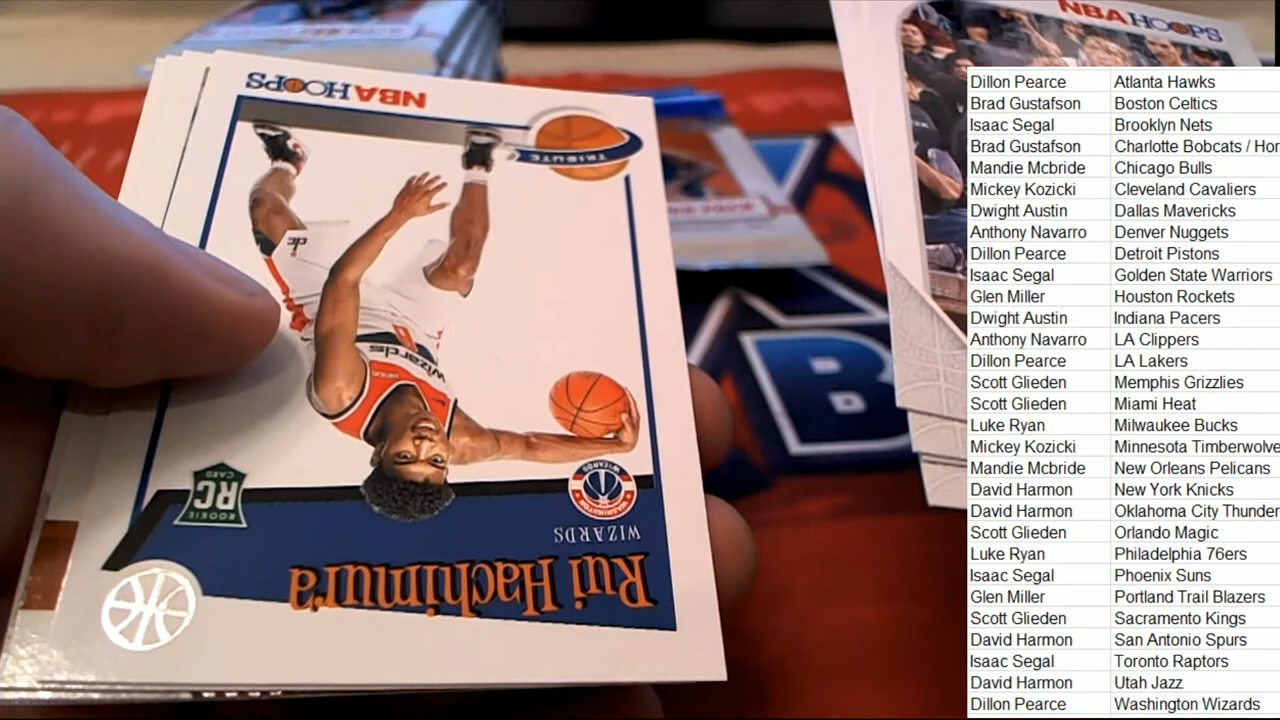 NBA HOOPS
TRIBUTE
dc
wizards
RC
ROOKIE
CARD
WASHINGTON
WIZARDS
WIZARDS
Rui Hachimura
NBA HOOPS
B
Dillon Pearce Atlanta Hawks
Brad Gustafson Boston Celtics
Isaac Segal Brooklyn Nets
Brad Gustafson Charlotte Bobcats / Hor
Mandie Mcbride Chicago Bulls
Mickey Kozicki Cleveland Cavaliers
Dwight Austin Dallas Mavericks
Anthony Navarro Denver Nuggets
Dillon Pearce Detroit Pistons
Isaac Segal Golden State Warriors
Glen Miller Houston Rockets
Dwight Austin Indiana Pacers
Anthony Navarro LA Clippers
Dillon Pearce LA Lakers
Scott Glieden Memphis Grizzlies
Scott Glieden Miami Heat
Luke Ryan Milwaukee Bucks
Mickey Kozicki Minnesota Timberwolve
Mandie Mcbride New Orleans Pelicans
David Harmon New York Knicks
David Harmon Oklahoma City Thunder
Scott Glieden Orlando Magic
Luke Ryan Philadelphia 76ers
Isaac Segal Phoenix Suns
Glen Miller Portland Trail Blazers
Scott Glieden Sacramento Kings
David Harmon San Antonio Spurs
Isaac Segal Toronto Raptors
David Harmon Utah Jazz
Dillon Pearce Washington Wizards